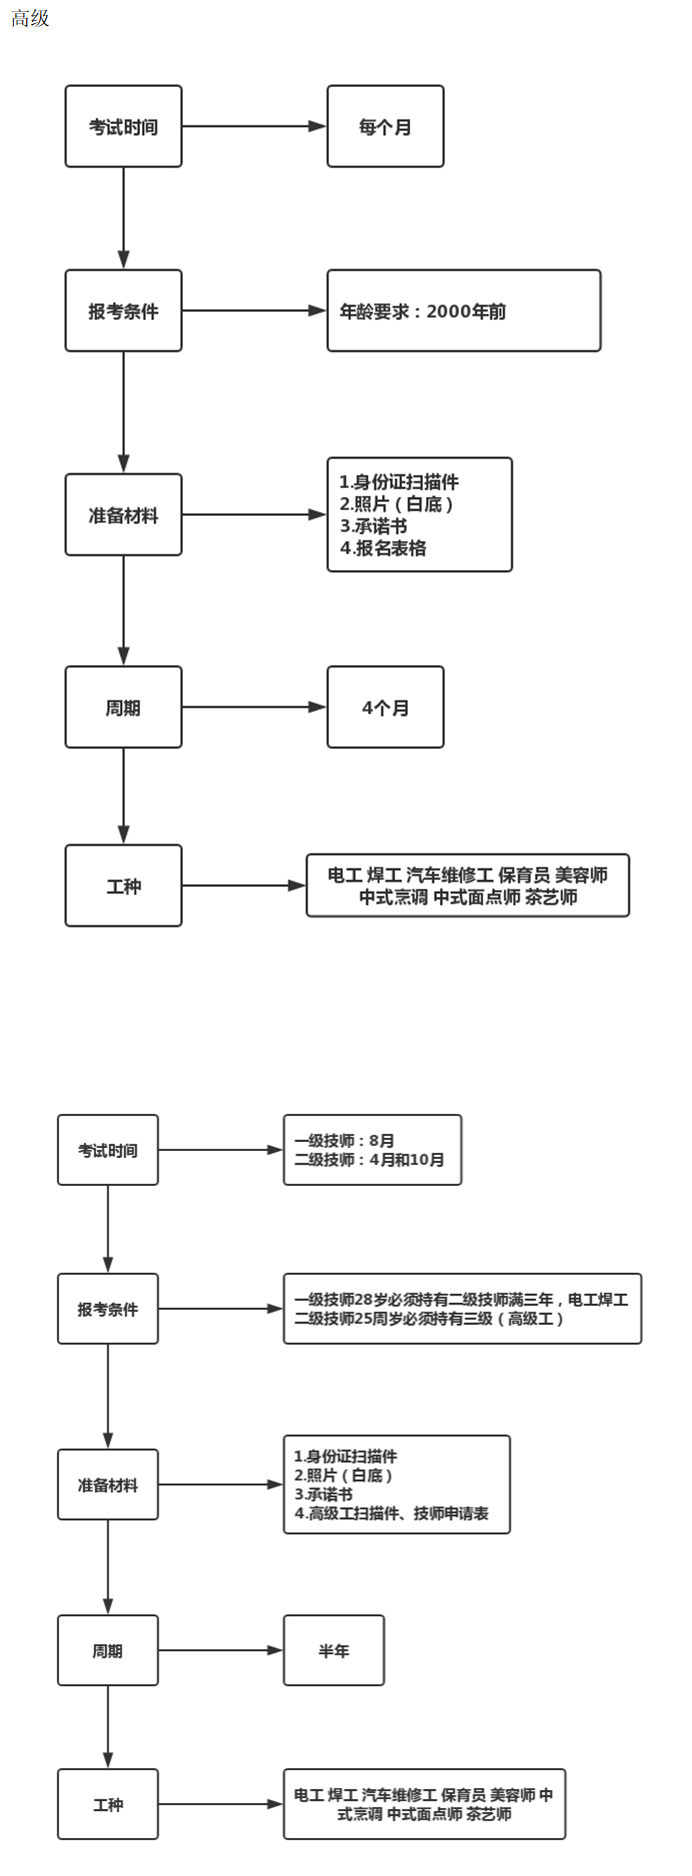 高级
考试时间
每个月
报考条件
年龄要求：2000年前
准备材料
1.身份证扫描件
2.照片（白底）
3.承诺书
4.报名表格
周期
4个月
工种
电工 焊工 汽车维修工 保育员 美容师
中式烹调 中式面点师 茶艺师
考试时间
一级技师：8月
二级技师：4月和10月
报考条件
一级技师28岁必须持有二级技师满三年，电工焊工
二级技师25周岁必须持有三级（高级工）
准备材料
1.身份证扫描件
2.照片（白底）
3.承诺书
4.高级工扫描件、技师申请表
周期
半年
工种
电工 焊工 汽车维修工 保育员 美容师 中
式烹调 中式面点师 茶艺师